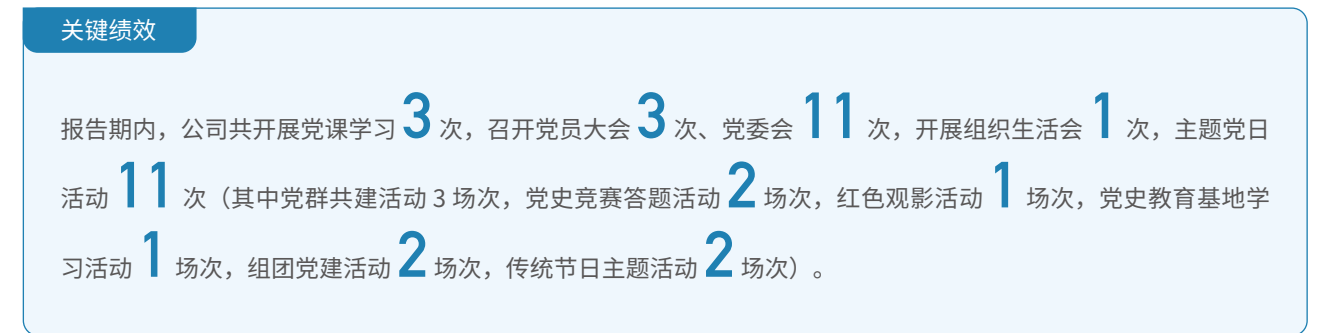 关键绩效
报告期内，公司共开展党课学习 3 次，召开党员大会 3 次、党委会 11 次，开展组织生活会 1 次，主题党日
活动 11 次（其中党群共建活动 3 场次，党史竞赛答题活动 2 场次，红色观影活动 1 场次，党史教育基地学
习活动 1 场次，组团党建活动 2 场次，传统节日主题活动 2 场次）。